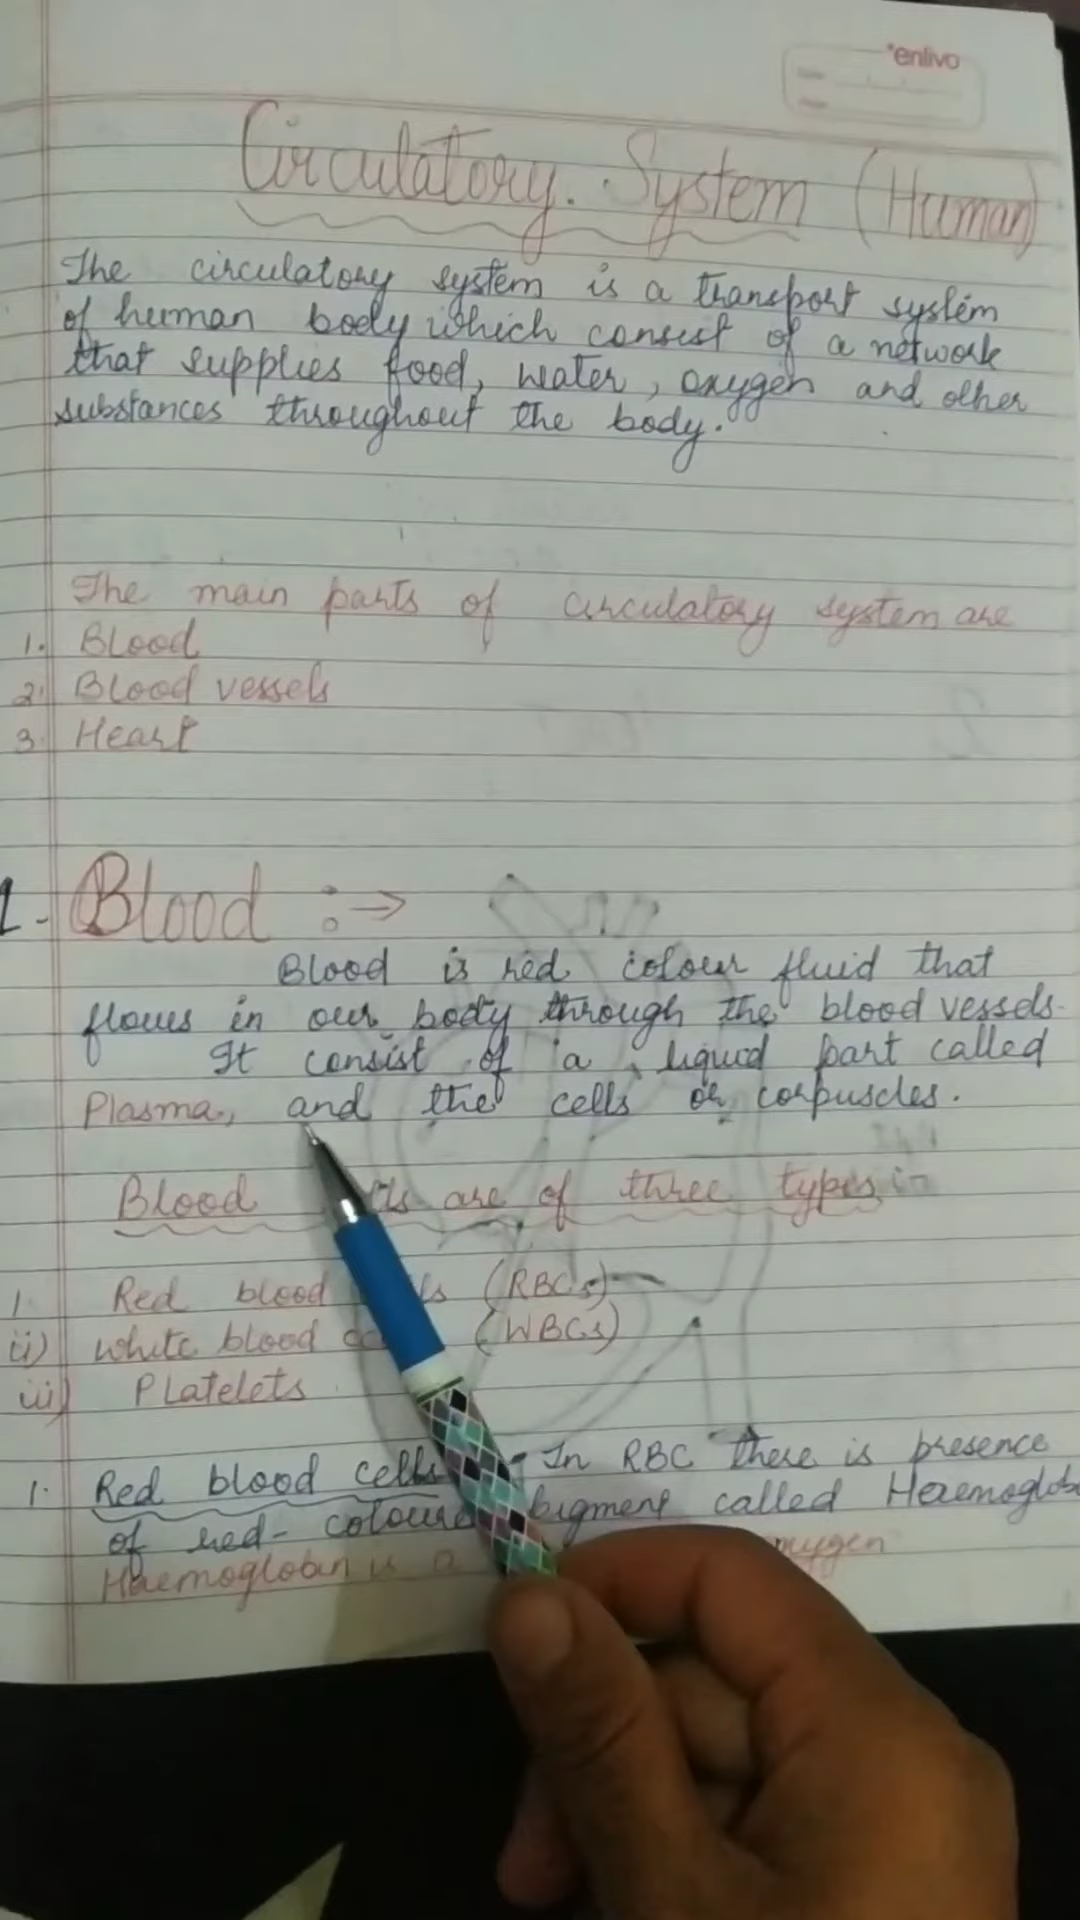 enlivo
Circulatory System (Human)
The circulatory system is a transport system
of human body which consist of a network
that supplies food, water, oxygen and other
substances throughout the body.
The main parts of circulatory system are
1. Blood
2. Blood vessels
3. Heart
1. Blood :→
Blood is red colour fluid that
flows in our body through the blood vessels.
It consist of a liquid part called
Plasma, and the cells or corpuscles.
Blood are of three types in
1. Red blood (RBCs)
ii) White blood (WBCs)
iii) Platelets
1. Red blood cells In RBC there is presence
of red- coloured pigment called Haemoglob
Haemoglobin is a oxygen